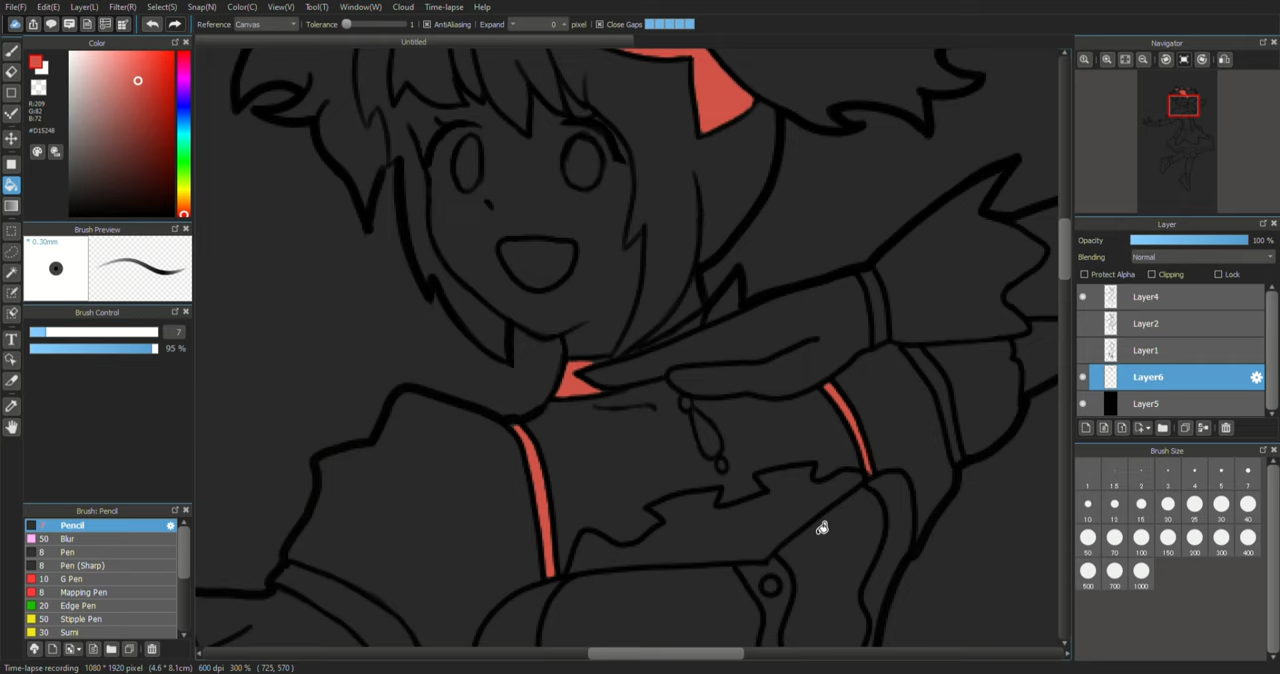 File(F) Edit(E) Layer(L) Filter(R) Select(S) Snap(N) Color(C) View(V) Tool(T) Window(W) Cloud Time-lapse Help
Reference Canvas Tolerance 1 AntiAliasing Expand 0 pixel Close Gaps
Color
Untitled
Navigator
R:209
G:82
B:72
#D15248
Brush Preview
* 0.30mm
Brush Control
7
95 %
Layer
Opacity 100 %
Blending Normal
Protect Alpha Clipping Lock
Layer4
Layer2
Layer1
Layer6
Layer5
Brush Size
1 1.5 2 3 4 5 7
10 12 15 20 25 30 40
50 70 100 150 200 300 400
500 700 1000
Brush: Pencil
7 Pencil
50 Blur
8 Pen
8 Pen (Sharp)
10 G Pen
8 Mapping Pen
20 Edge Pen
50 Stipple Pen
30 Sumi
Time-lapse recording 1080 * 1920 pixel (4.6 * 8.1cm) 600 dpi 300 % ( 725, 570 )